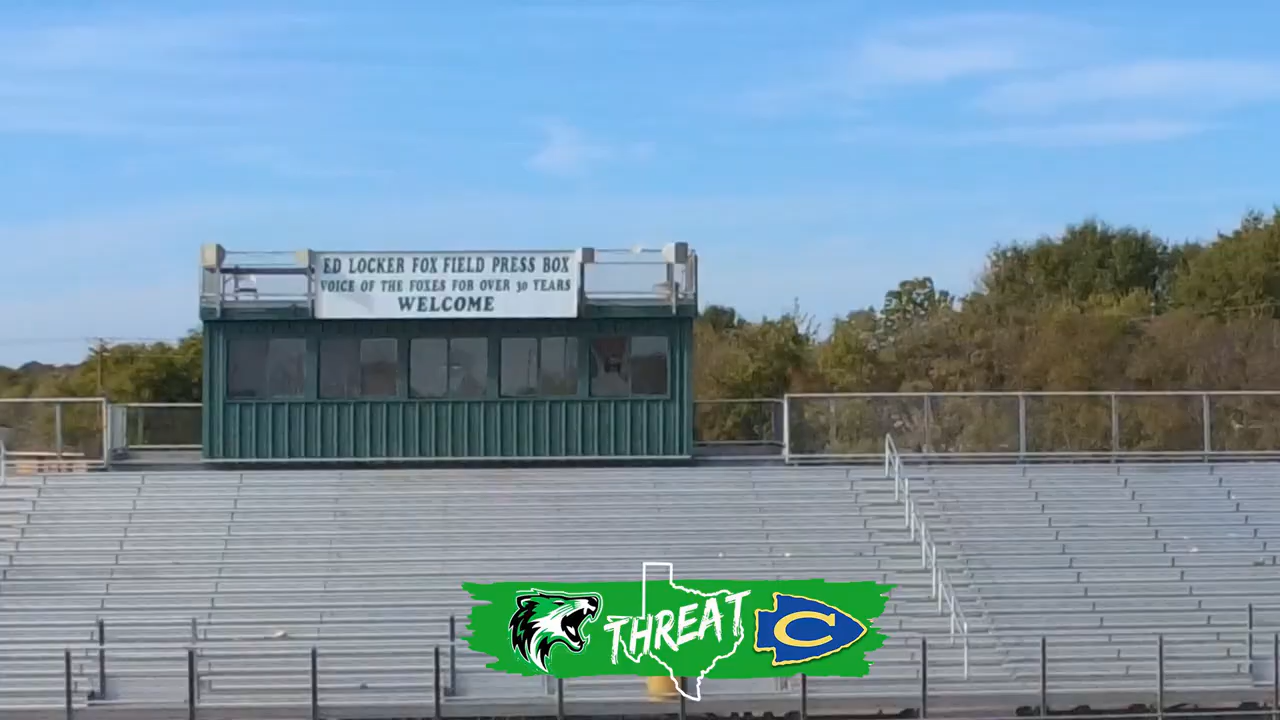 ED LOCKER FOX FIELD PRESS BOX
VOICE OF THE FOXES FOR OVER 30 YEARS
WELCOME
THREAT
C